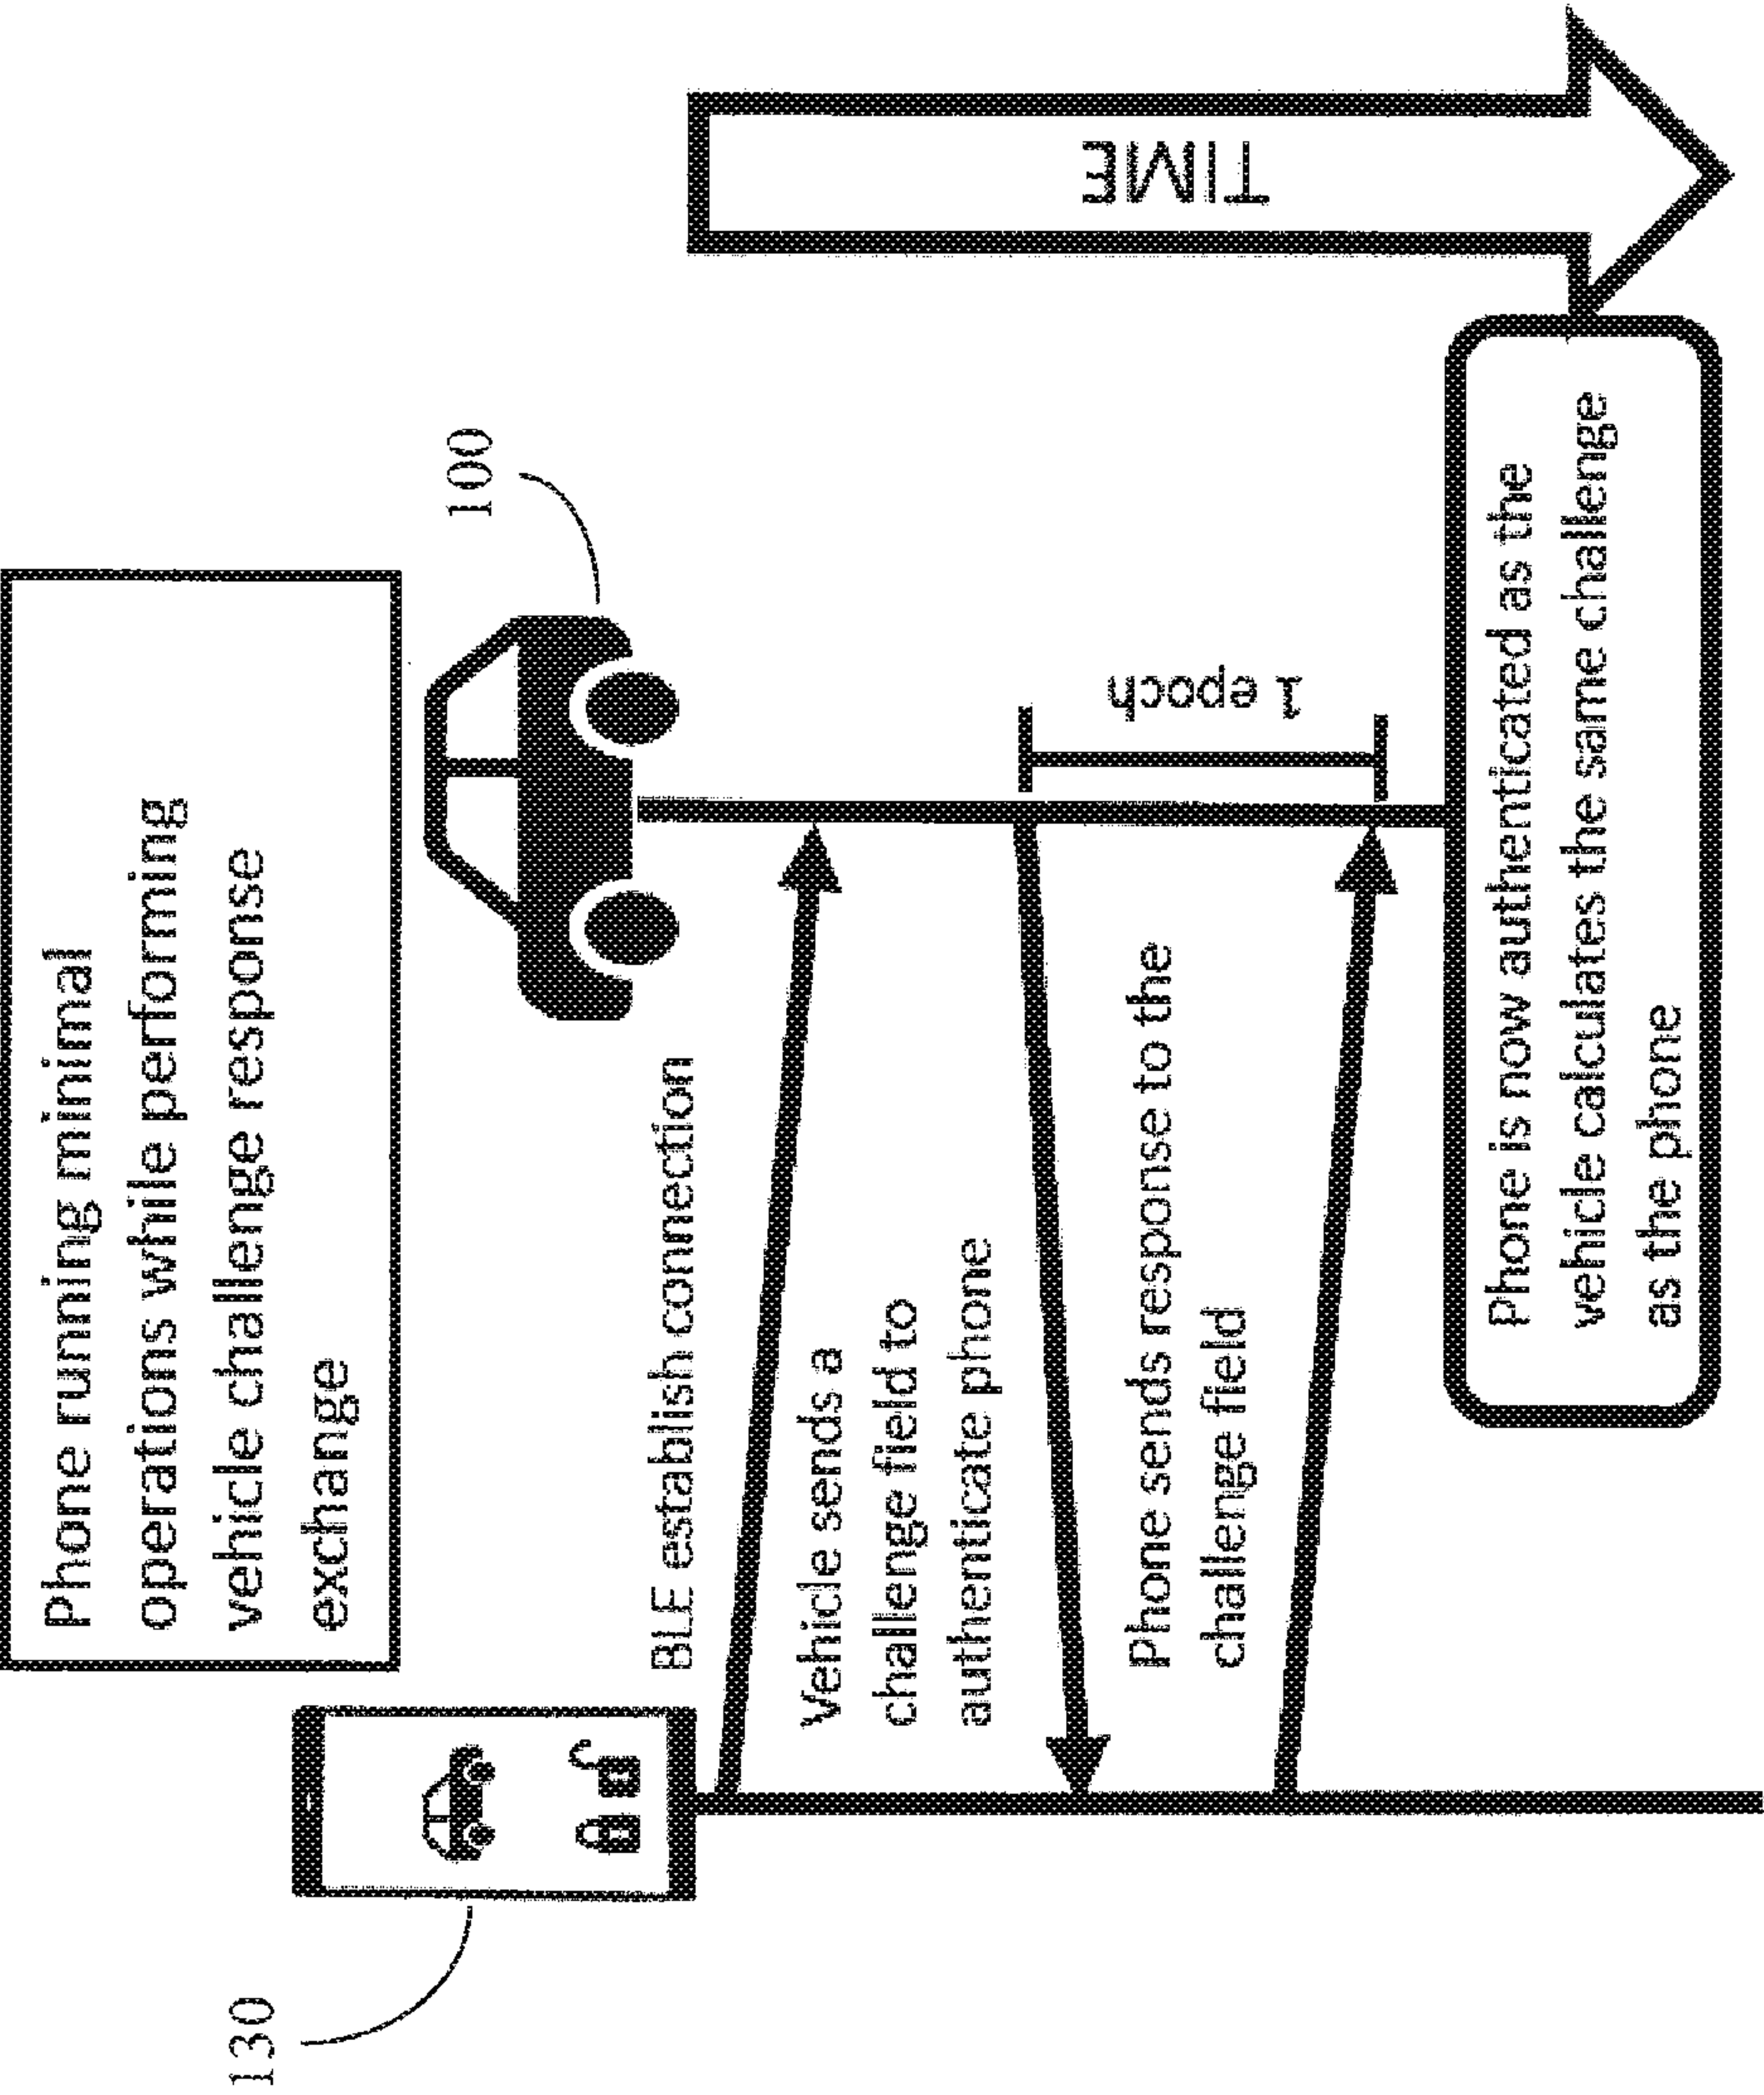 Phone running minimal
operations while performing
vehicle challenge response
exchange
130
100
BLE establish connection
Vehicle sends a
challenge field to
authenticate phone
1 epoch
Phone sends response to the
challenge field
Phone is now authenticated as the
vehicle calculates the same challenge
as the phone
TIME